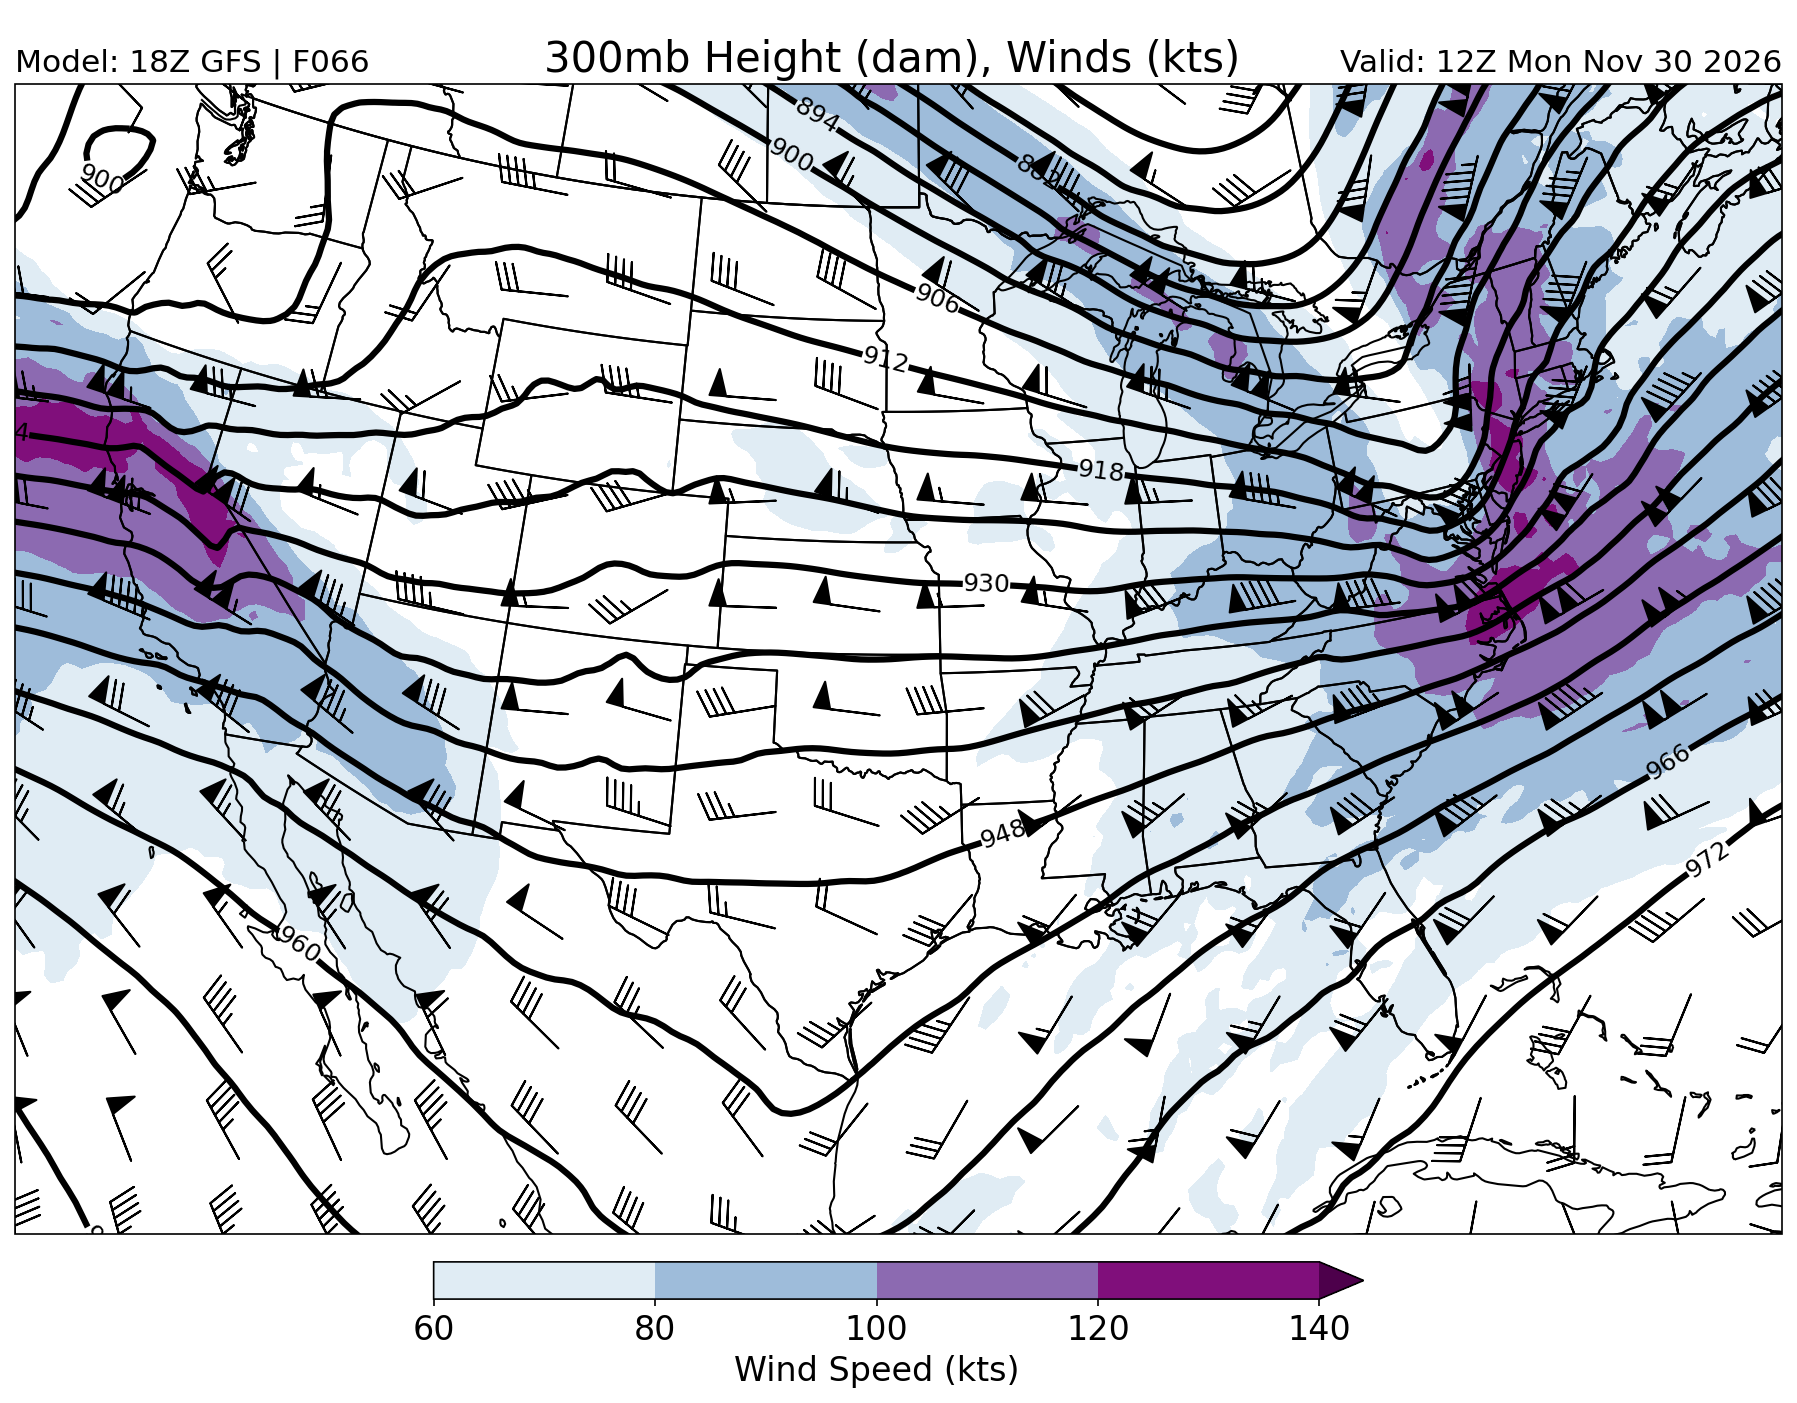 Model: 18Z GFS | F066
300mb Height (dam), Winds (kts)
Valid: 12Z Mon Nov 30 2026
894
900
882
900
906
912
918
930
948
960
966
972
60 80 100 120 140
Wind Speed (kts)